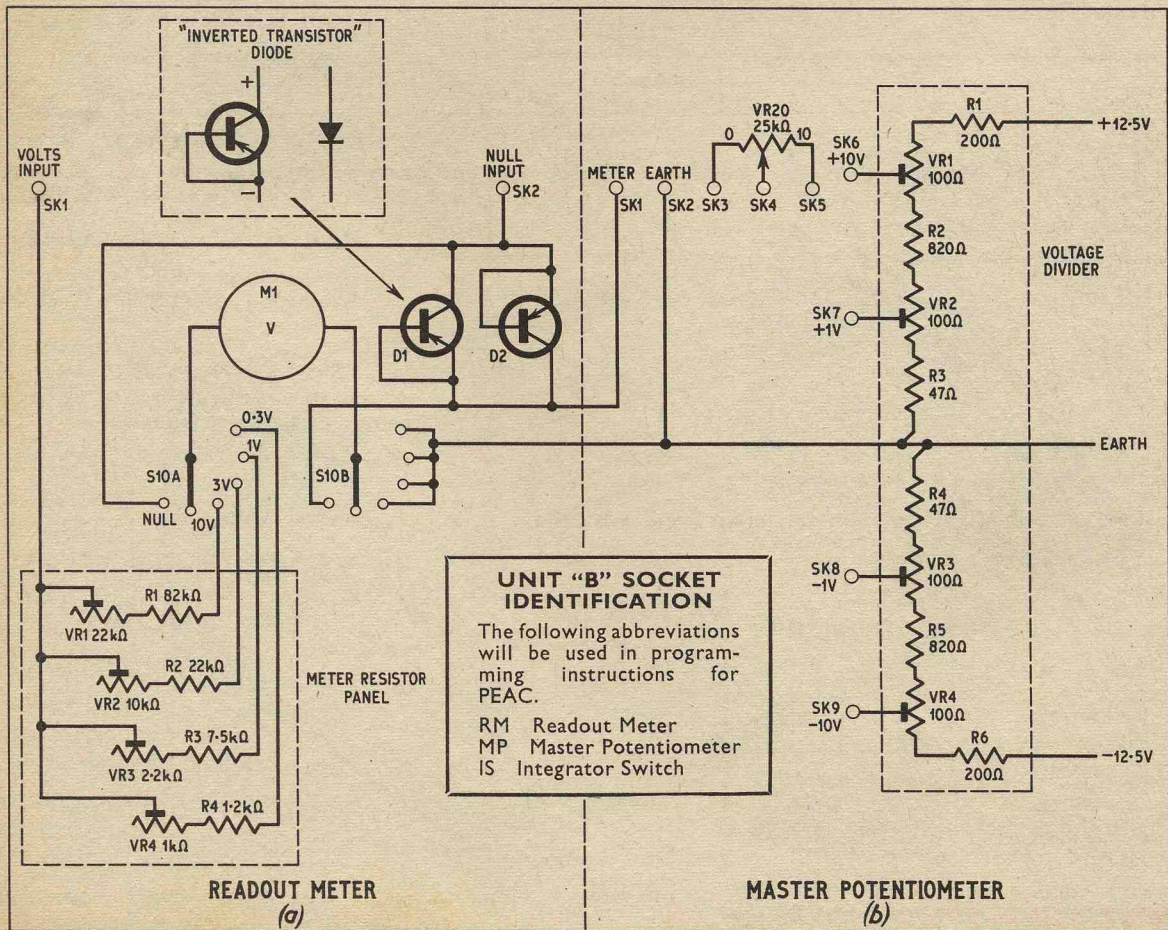 "INVERTED TRANSISTOR"
DIODE
+
−
VOLTS
INPUT
SK1
NULL
INPUT
SK2
M1
V
D1
D2
0·3V
1V
3V
10V
NULL
S10A
S10B
R1 82kΩ
VR1 22kΩ
R2 22kΩ
VR2 10kΩ
R3 7·5kΩ
VR3 2·2kΩ
R4 1·2kΩ
VR4 1kΩ
METER RESISTOR
PANEL
READOUT METER
(a)
METER EARTH
SK1
SK2
VR20
25kΩ
0
10
SK3
SK4
SK5
SK6
+10V
R1
200Ω
+12·5V
VR1
100Ω
R2
820Ω
VOLTAGE
DIVIDER
SK7
+1V
VR2
100Ω
R3
47Ω
EARTH
R4
47Ω
SK8
−1V
VR3
100Ω
R5
820Ω
SK9
−10V
VR4
100Ω
R6
200Ω
−12·5V
UNIT "B" SOCKET
IDENTIFICATION
The following abbreviations
will be used in program-
ming instructions for
PEAC.
RM Readout Meter
MP Master Potentiometer
IS Integrator Switch
MASTER POTENTIOMETER
(b)